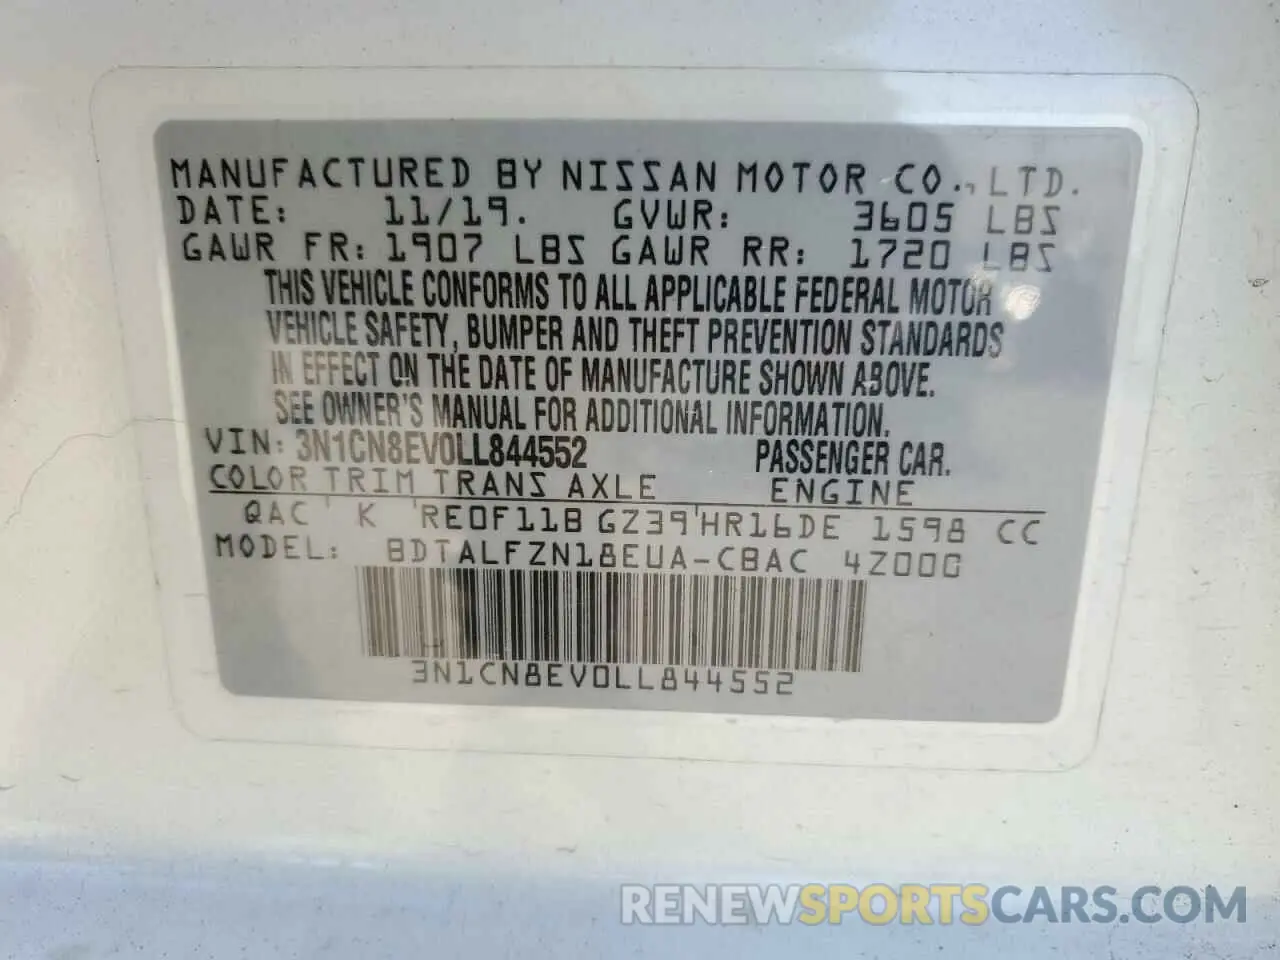 MANUFACTURED BY NISSAN MOTOR CO., LTD.
DATE: 11/19. GVWR: 3605 LBS
GAWR FR: 1907 LBS GAWR RR: 1720 LBS
THIS VEHICLE CONFORMS TO ALL APPLICABLE FEDERAL MOTOR
VEHICLE SAFETY, BUMPER AND THEFT PREVENTION STANDARDS
IN EFFECT ON THE DATE OF MANUFACTURE SHOWN ABOVE.
SEE OWNER'S MANUAL FOR ADDITIONAL INFORMATION.
VIN: 3N1CN8EV0LL844552 PASSENGER CAR.
COLOR TRIM TRANS AXLE ENGINE
QAC K RE0F11B GZ39 HR16DE 1598 CC
MODEL: BDTALFZN18EUA-CBAC 4Z000
3N1CN8EV0LL844552
RENEWSPORTSCARS.COM